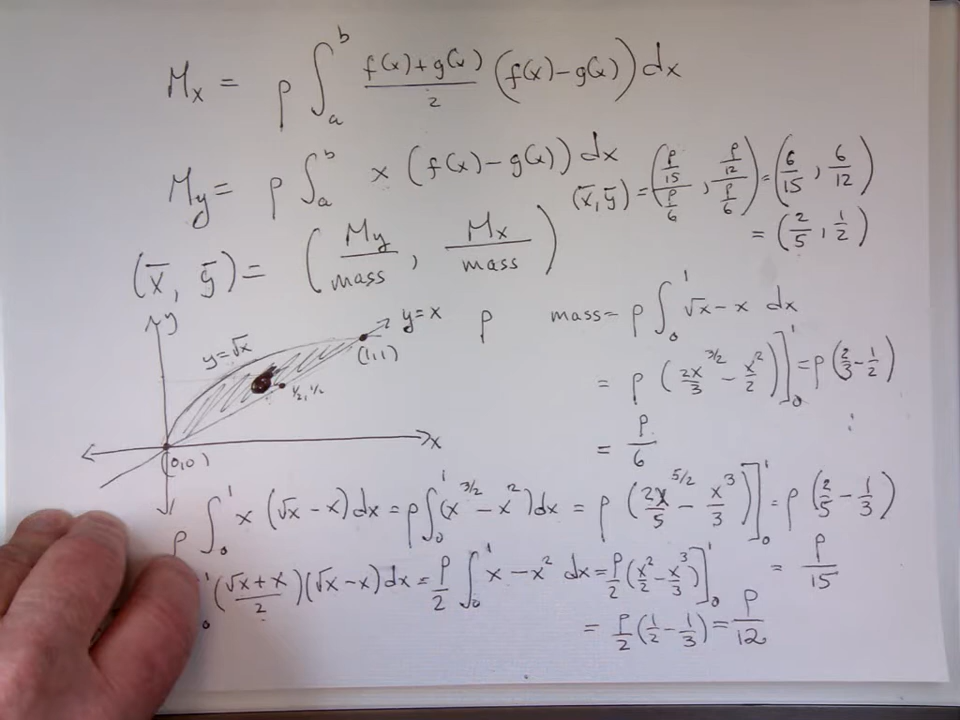 Mx = ρ ∫_a^b (f(x)+g(x))/2 (f(x)-g(x)) dx
My = ρ ∫_a^b x (f(x)-g(x)) dx
(x̄, ȳ) = (My/mass, Mx/mass)
(x̄, ȳ) = ((ρ/15)/(ρ/6), (ρ/12)/(ρ/6)) = (6/15, 6/12)
= (2/5, 1/2)
y
y=√x
y=x
(1,1)
1/2, 1/2
x
(0,0)
ρ
mass = ρ ∫_0^1 √x - x dx
= ρ (2x^{3/2}/3 - x²/2)]_0^1 = ρ(2/3 - 1/2)
= ρ/6
ρ ∫_0^1 x (√x - x) dx = ρ ∫_0^1 (x^{3/2} - x²) dx = ρ (2x^{5/2}/5 - x³/3)]_0^1 = ρ (2/5 - 1/3)
= ρ/15
1 0 ((√x + x)/2)(√x - x) dx = ρ/2 ∫_0^1 x - x² dx = ρ/2 (x²/2 - x³/3)]_0^1
= ρ/2 (1/2 - 1/3) = ρ/12